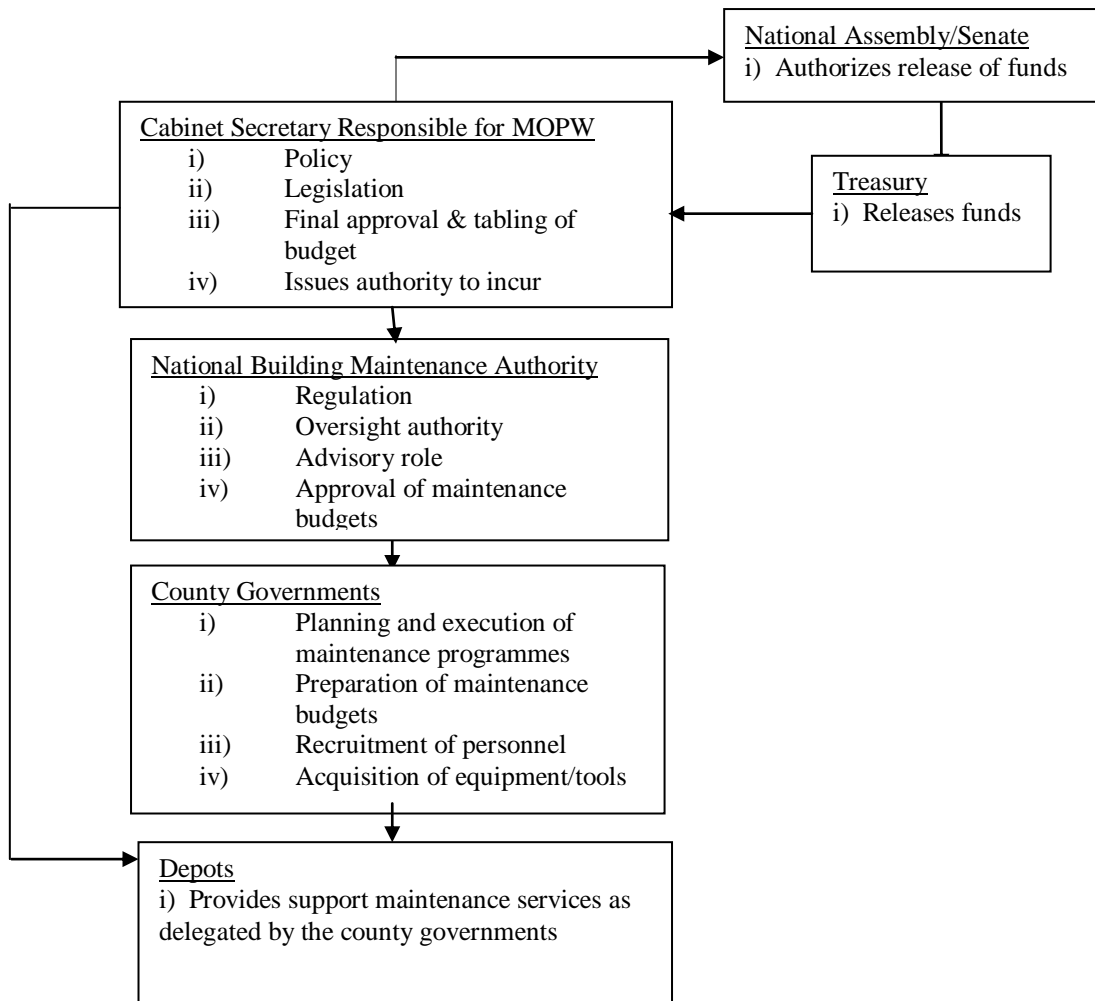 National Assembly/Senate
i) Authorizes release of funds
Cabinet Secretary Responsible for MOPW
i) Policy
ii) Legislation
iii) Final approval & tabling of
budget
iv) Issues authority to incur
Treasury
i) Releases funds
National Building Maintenance Authority
i) Regulation
ii) Oversight authority
iii) Advisory role
iv) Approval of maintenance
budgets
County Governments
i) Planning and execution of
maintenance programmes
ii) Preparation of maintenance
budgets
iii) Recruitment of personnel
iv) Acquisition of equipment/tools
Depots
i) Provides support maintenance services as
delegated by the county governments